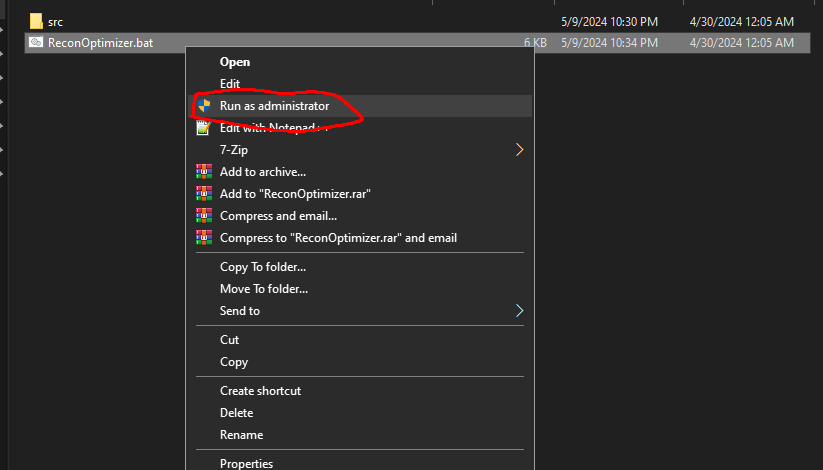 src 5/9/2024 10:30 PM 4/30/2024 12:05 AM
ReconOptimizer.bat 6 KB 5/9/2024 10:34 PM 4/30/2024 12:05 AM
Open
Edit
Run as administrator
Edit with Notepad++
7-Zip
Add to archive...
Add to "ReconOptimizer.rar"
Compress and email...
Compress to "ReconOptimizer.rar" and email
Copy To folder...
Move To folder...
Send to
Cut
Copy
Create shortcut
Delete
Rename
Properties